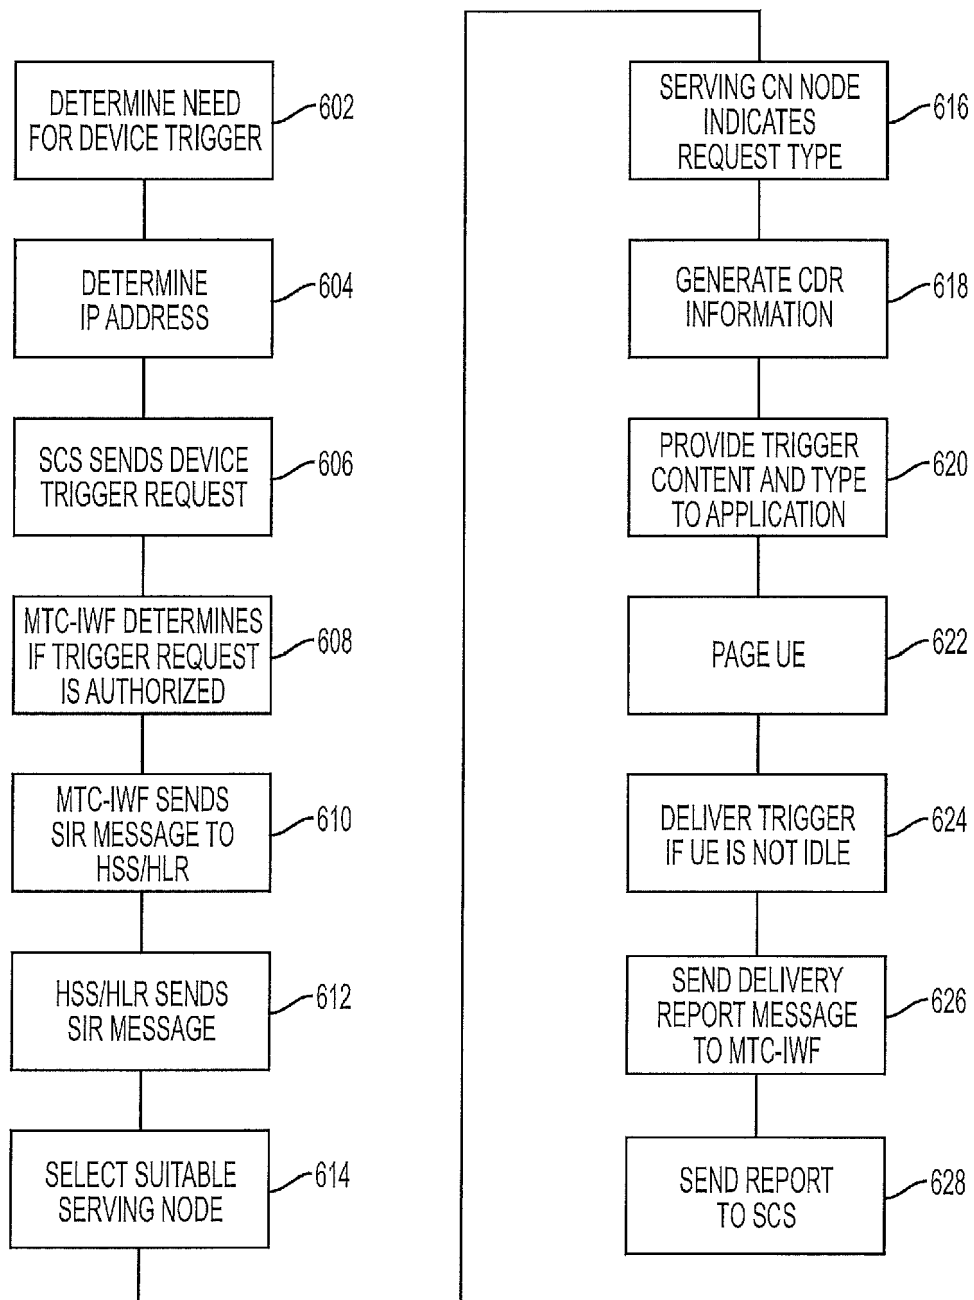 DETERMINE NEED
FOR DEVICE TRIGGER
602
DETERMINE
IP ADDRESS
604
SCS SENDS DEVICE
TRIGGER REQUEST
606
MTC-IWF DETERMINES
IF TRIGGER REQUEST
IS AUTHORIZED
608
MTC-IWF SENDS
SIR MESSAGE TO
HSS/HLR
610
HSS/HLR SENDS
SIR MESSAGE
612
SELECT SUITABLE
SERVING NODE
614
SERVING CN NODE
INDICATES
REQUEST TYPE
616
GENERATE CDR
INFORMATION
618
PROVIDE TRIGGER
CONTENT AND TYPE
TO APPLICATION
620
PAGE UE
622
DELIVER TRIGGER
IF UE IS NOT IDLE
624
SEND DELIVERY
REPORT MESSAGE
TO MTC-IWF
626
SEND REPORT
TO SCS
628